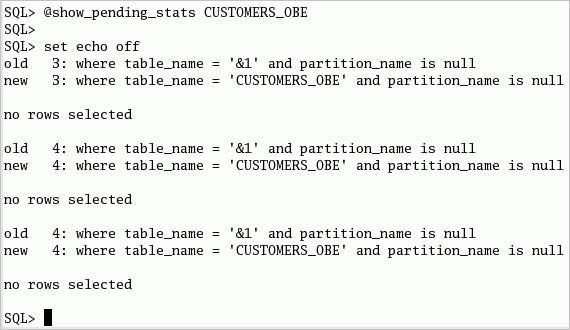 SQL> @show_pending_stats CUSTOMERS_OBE
SQL>
SQL> set echo off
old   3: where table_name = '&1' and partition_name is null
new   3: where table_name = 'CUSTOMERS_OBE' and partition_name is null
no rows selected
old   4: where table_name = '&1' and partition_name is null
new   4: where table_name = 'CUSTOMERS_OBE' and partition_name is null
no rows selected
old   4: where table_name = '&1' and partition_name is null
new   4: where table_name = 'CUSTOMERS_OBE' and partition_name is null
no rows selected
SQL>